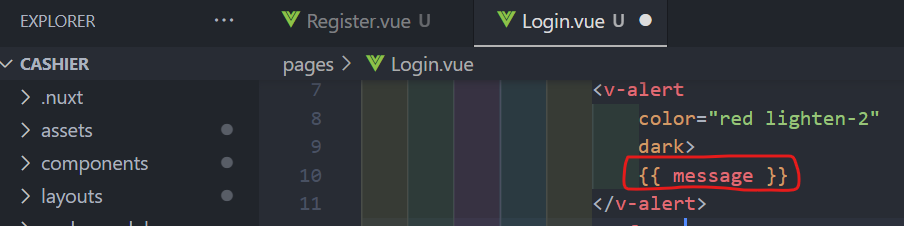 EXPLORER ... Register.vue U Login.vue U
CASHIER
pages > Login.vue
.nuxt
assets
components
layouts
7 <v-alert
8 color="red lighten-2"
9 dark>
10 {{ message }}
11 </v-alert>